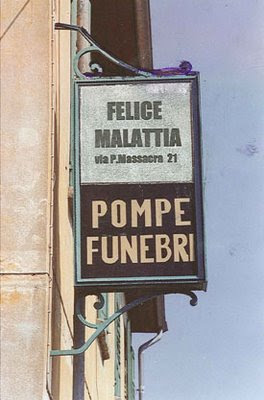 FELICE
MALATTIA
via P.Massacra 21
POMPE
FUNEBRI